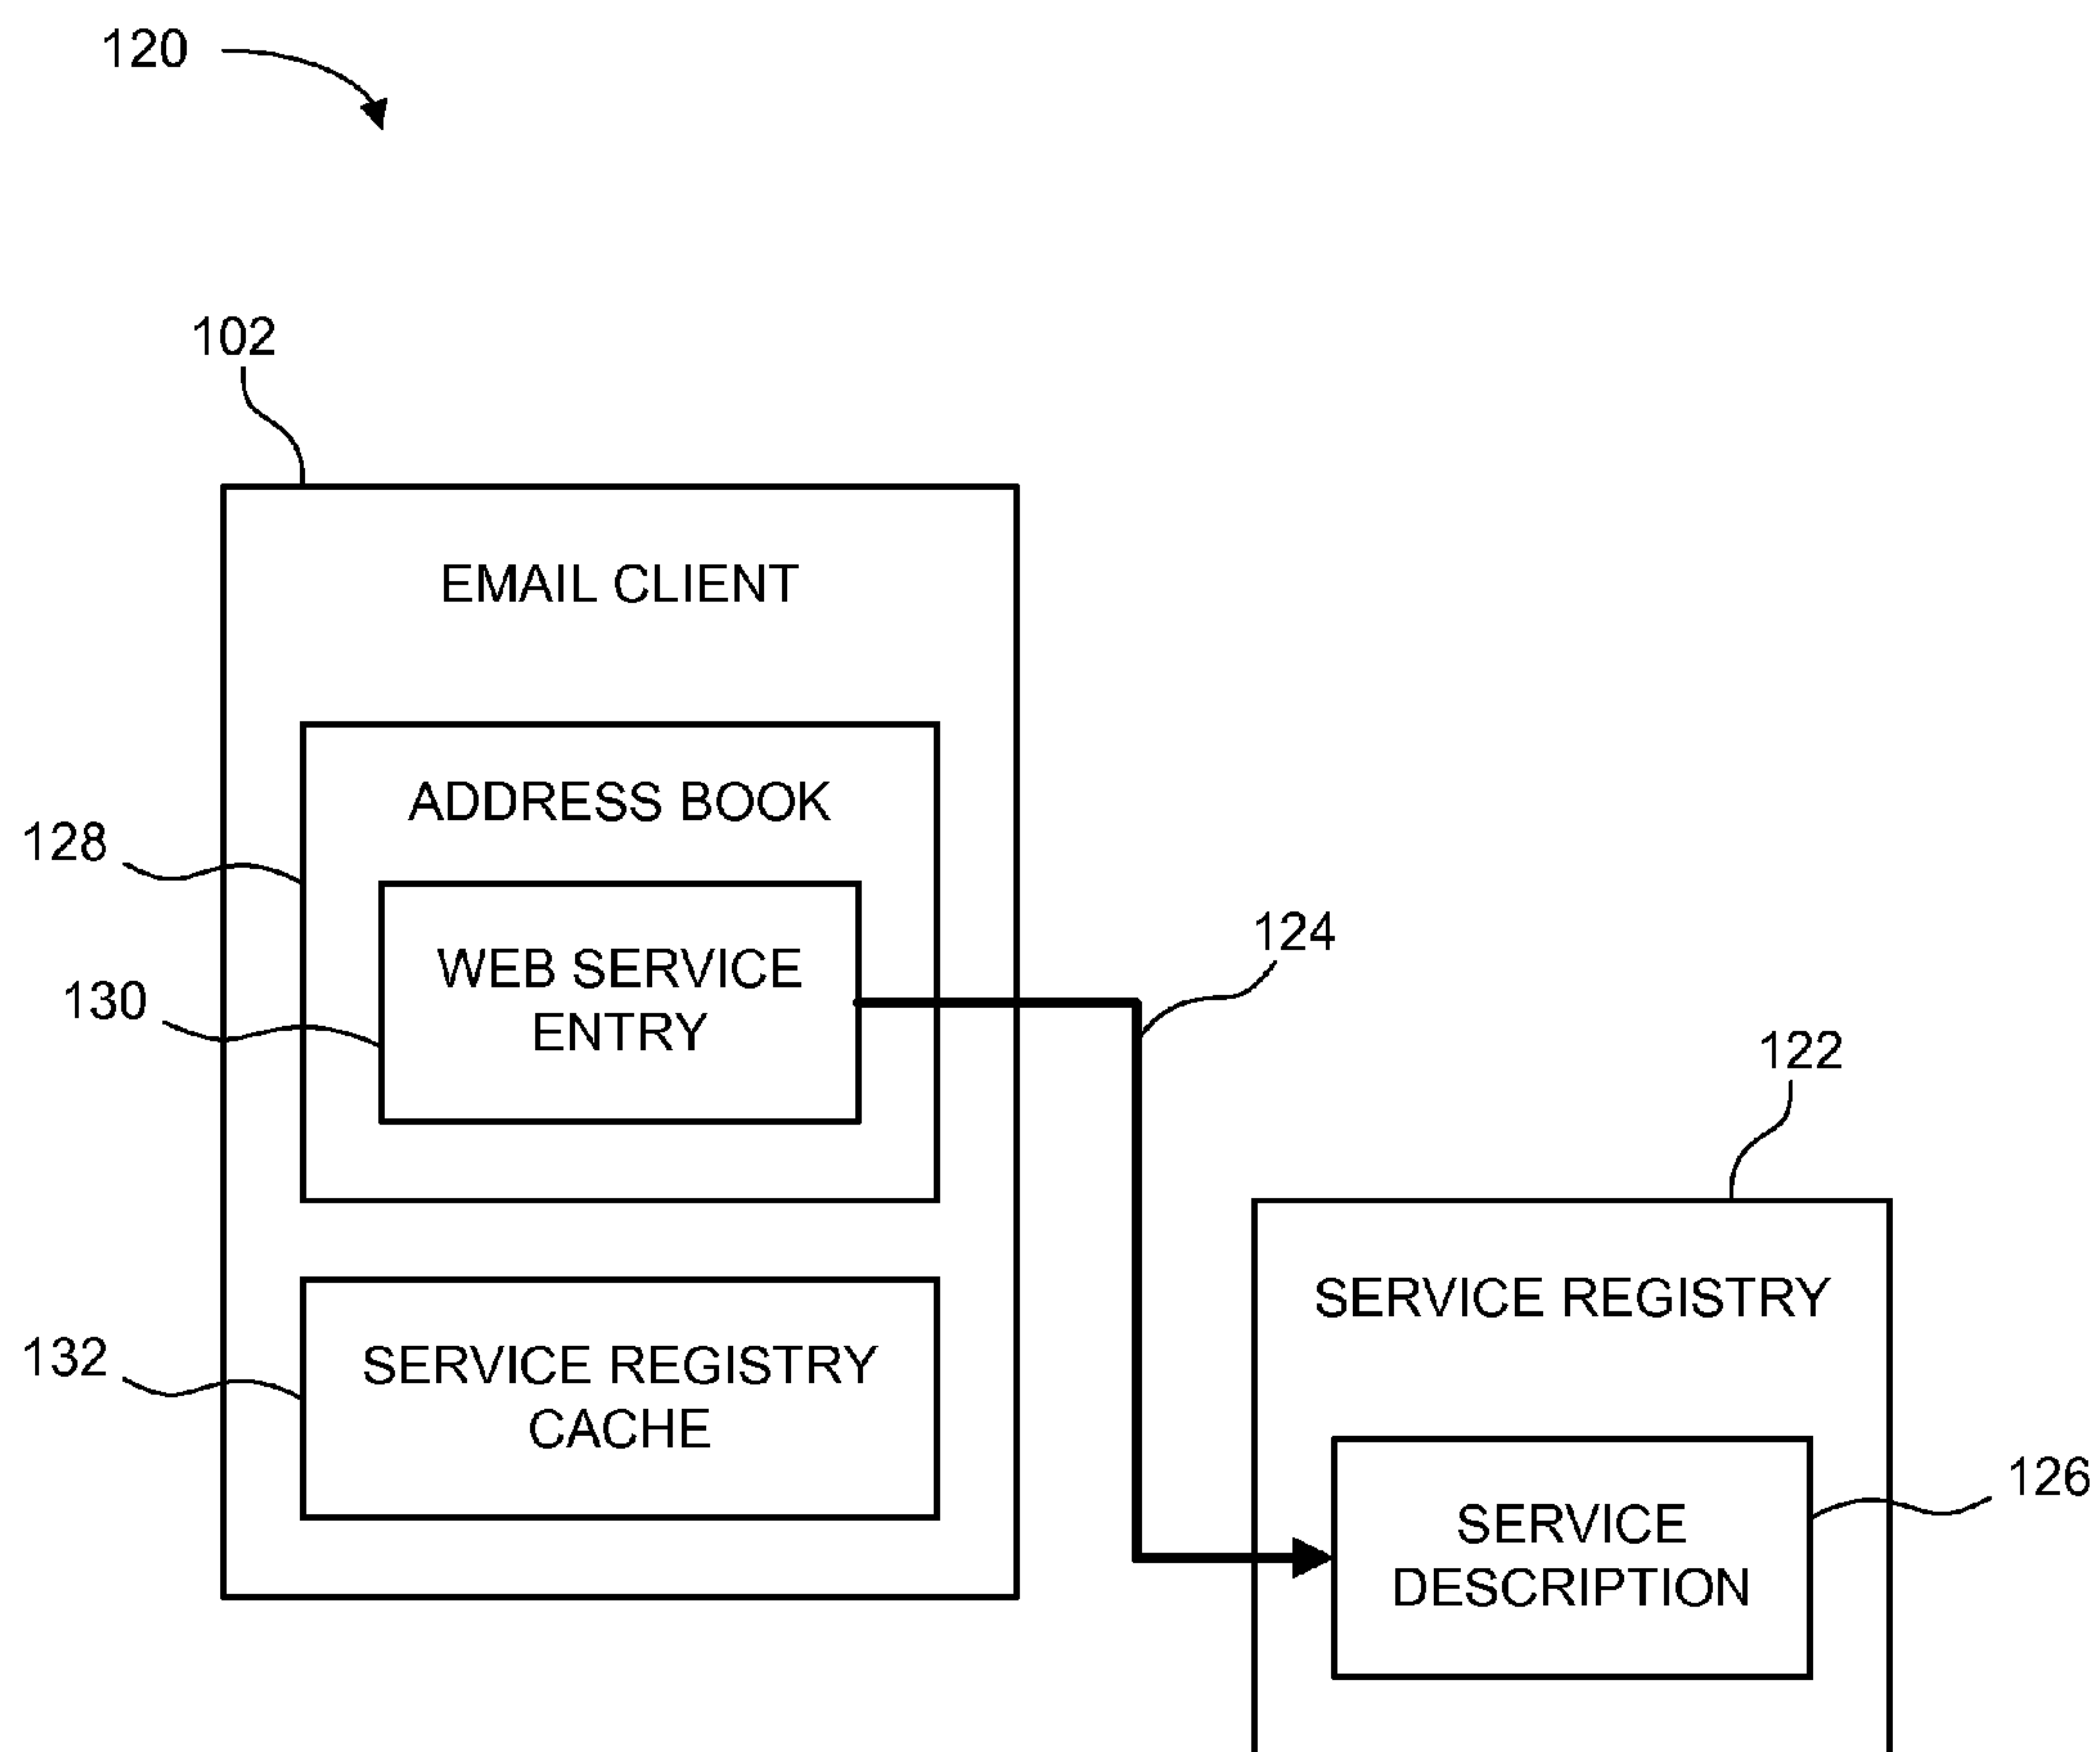 120
102
EMAIL CLIENT
ADDRESS BOOK
128
WEB SERVICE
ENTRY
130
124
122
SERVICE REGISTRY
SERVICE REGISTRY
CACHE
132
SERVICE
DESCRIPTION
126